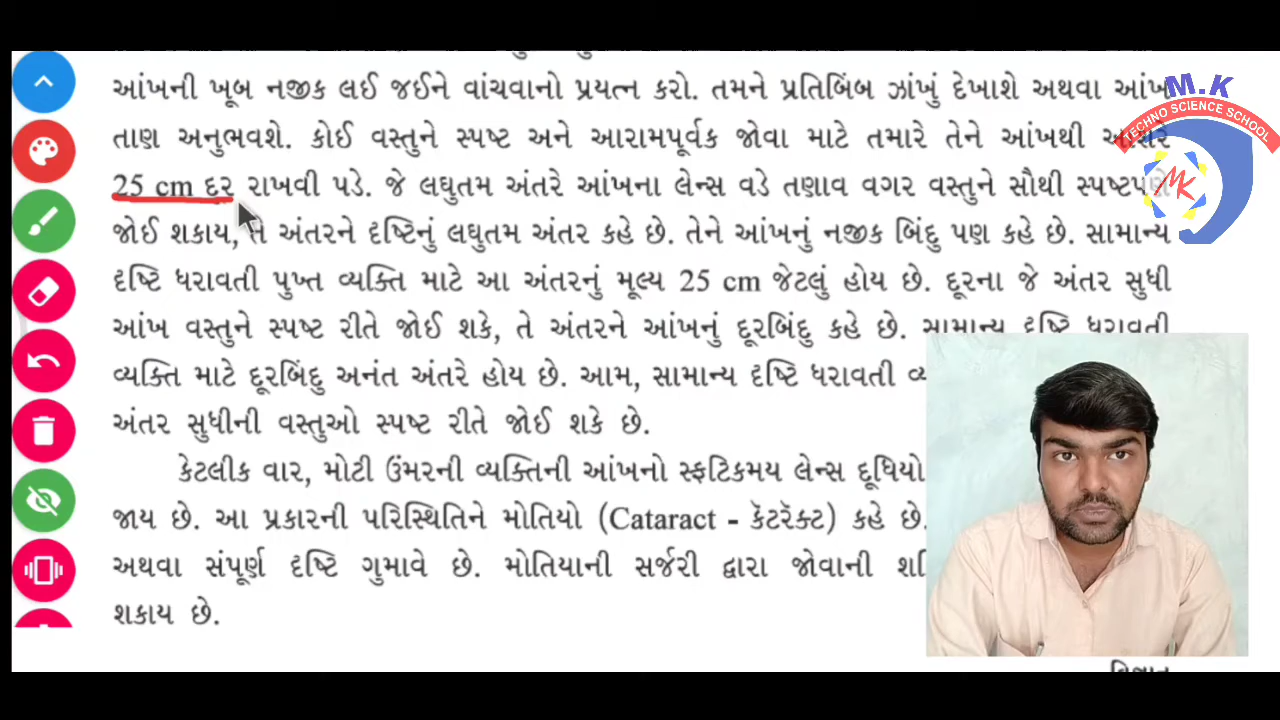 આંખની ખૂબ નજીક લઈ જઈને વાંચવાનો પ્રયત્ન કરો. તમને પ્રતિબિંબ ઝાંખું દેખાશે અથવા આંખ
તાણ અનુભવશે. કોઈ વસ્તુને સ્પષ્ટ અને આરામપૂર્વક જોવા માટે તમારે તેને આંખથી
25 cm દૂર રાખવી પડે. જે લઘુતમ અંતરે આંખના લેન્સ વડે તણાવ વગર વસ્તુને સૌથી સ્પષ્ટપણે
જોઈ શકાય, તે અંતરને દૃષ્ટિનું લઘુતમ અંતર કહે છે. તેને આંખનું નજીક બિંદુ પણ કહે છે. સામાન્ય
દૃષ્ટિ ધરાવતી પુખ્ત વ્યક્તિ માટે આ અંતરનું મૂલ્ય 25 cm જેટલું હોય છે. દૂરના જે અંતર સુધી
આંખ વસ્તુને સ્પષ્ટ રીતે જોઈ શકે, તે અંતરને આંખનું દૂરબિંદુ કહે છે. સામાન્ય દૃષ્ટિ ધરાવતી
વ્યક્તિ માટે દૂરબિંદુ અનંત અંતરે હોય છે. આમ, સામાન્ય દૃષ્ટિ ધરાવતી
અંતર સુધીની વસ્તુઓ સ્પષ્ટ રીતે જોઈ શકે છે.
કેટલીક વાર, મોટી ઉંમરની વ્યક્તિની આંખનો સ્ફટિકમય લેન્સ દૂધિયો
જાય છે. આ પ્રકારની પરિસ્થિતિને મોતિયો (Cataract - કૅટરૅક્ટ) કહે છે.
અથવા સંપૂર્ણ દૃષ્ટિ ગુમાવે છે. મોતિયાની સર્જરી દ્વારા જોવાની
શકાય છે.
M.K
TECHNO SCIENCE SCHOOL
MK